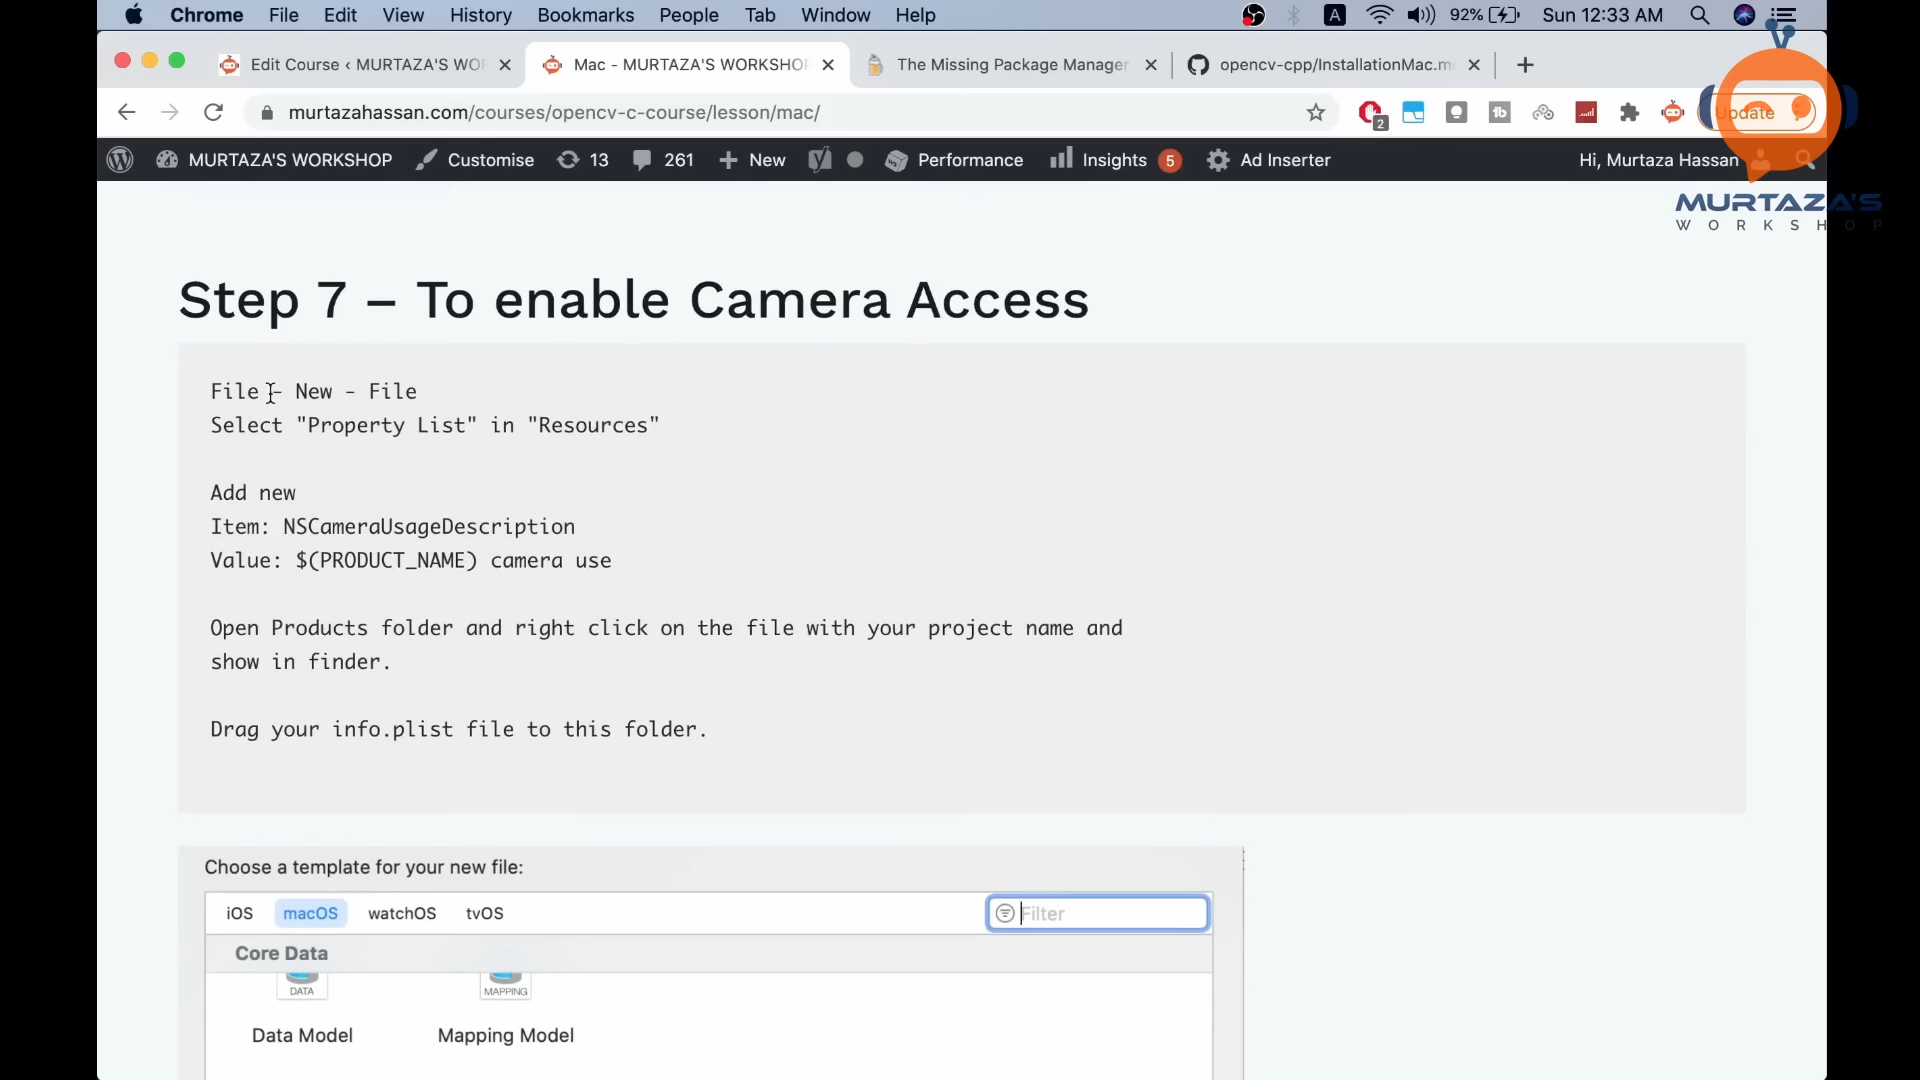 Chrome File Edit View History Bookmarks People Tab Window Help A 92% Sun 12:33 AM
Edit Course ‹ MURTAZA'S WOR
Mac - MURTAZA'S WORKSHOP
The Missing Package Manager
opencv-cpp/InstallationMac.m
murtazahassan.com/courses/opencv-c-course/lesson/mac/
2
Update
MURTAZA'S WORKSHOP Customise 13 261 New Performance Insights 5 Ad Inserter Hi, Murtaza Hassan
MURTAZA'S
WORKSHOP
Step 7 – To enable Camera Access
File - New - File
Select "Property List" in "Resources"
Add new
Item: NSCameraUsageDescription
Value: $(PRODUCT_NAME) camera use
Open Products folder and right click on the file with your project name and
show in finder.
Drag your info.plist file to this folder.
Choose a template for your new file:
iOS macOS watchOS tvOS Filter
Core Data
DATA MAPPING
Data Model Mapping Model